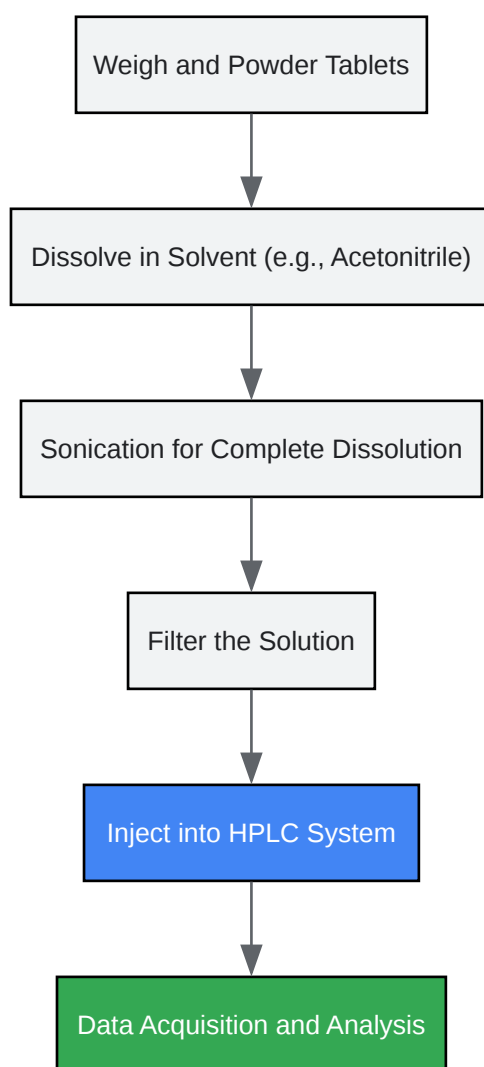 Weigh and Powder Tablets
Dissolve in Solvent (e.g., Acetonitrile)
Sonication for Complete Dissolution
Filter the Solution
Inject into HPLC System
Data Acquisition and Analysis